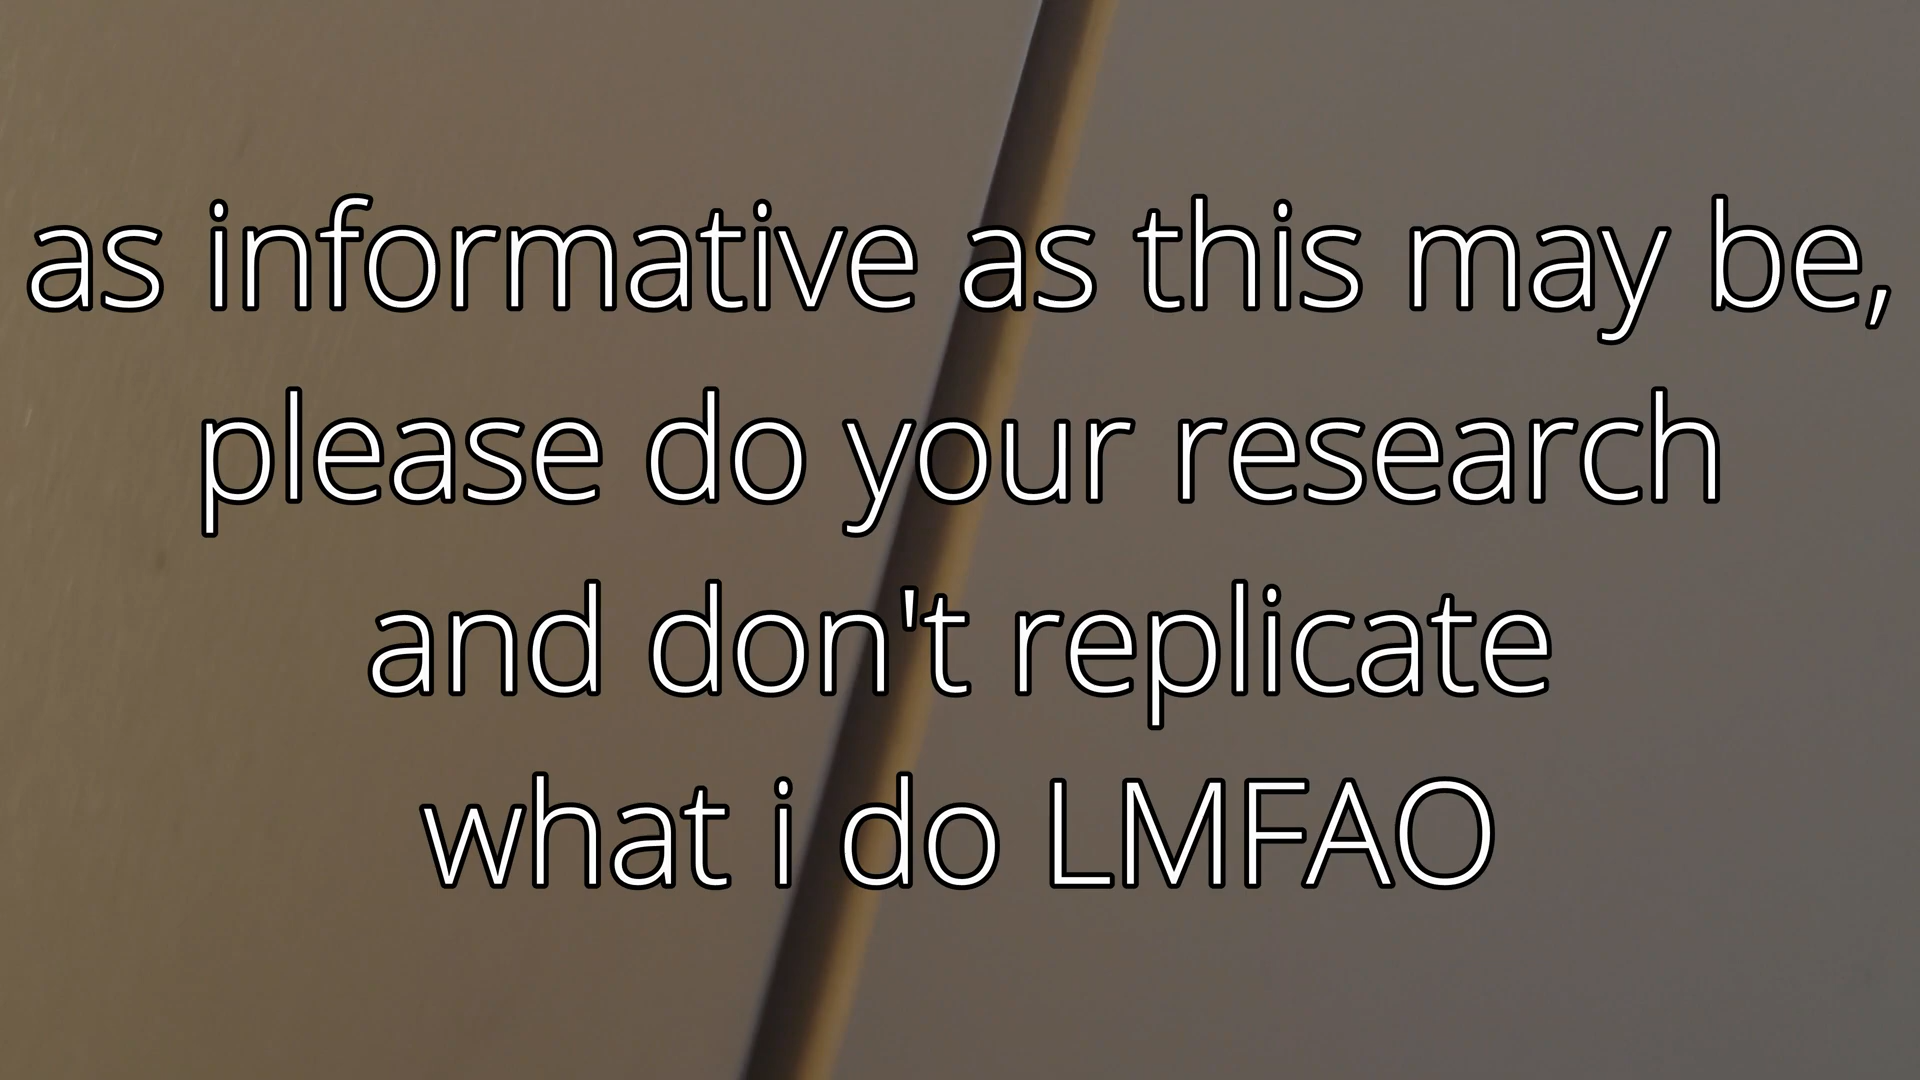 as informative as this may be,
please do your research
and don't replicate
what i do LMFAO